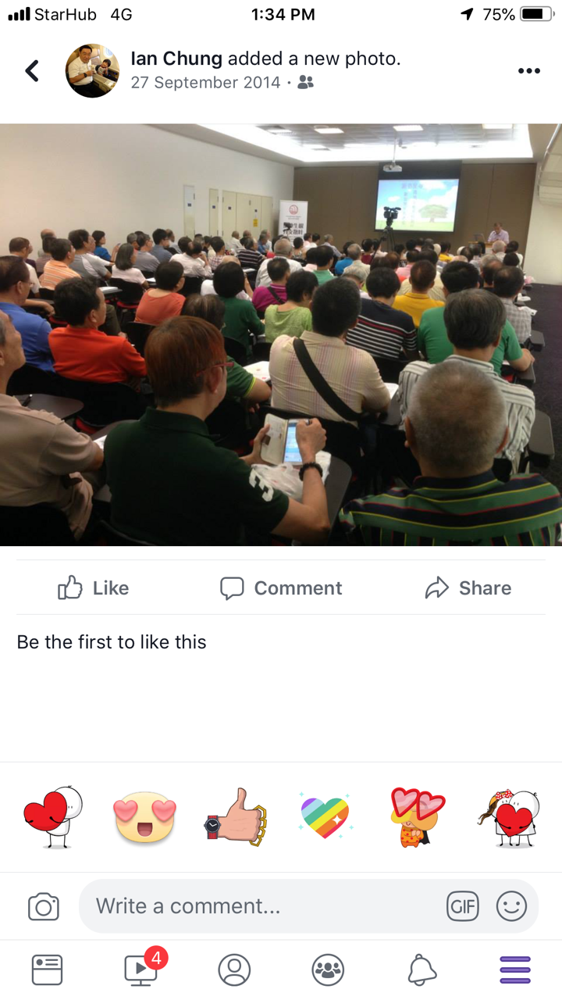 StarHub 4G 1:34 PM 75%
Ian Chung added a new photo.
27 September 2014 ·
3
Like Comment Share
Be the first to like this
Write a comment... GIF
4